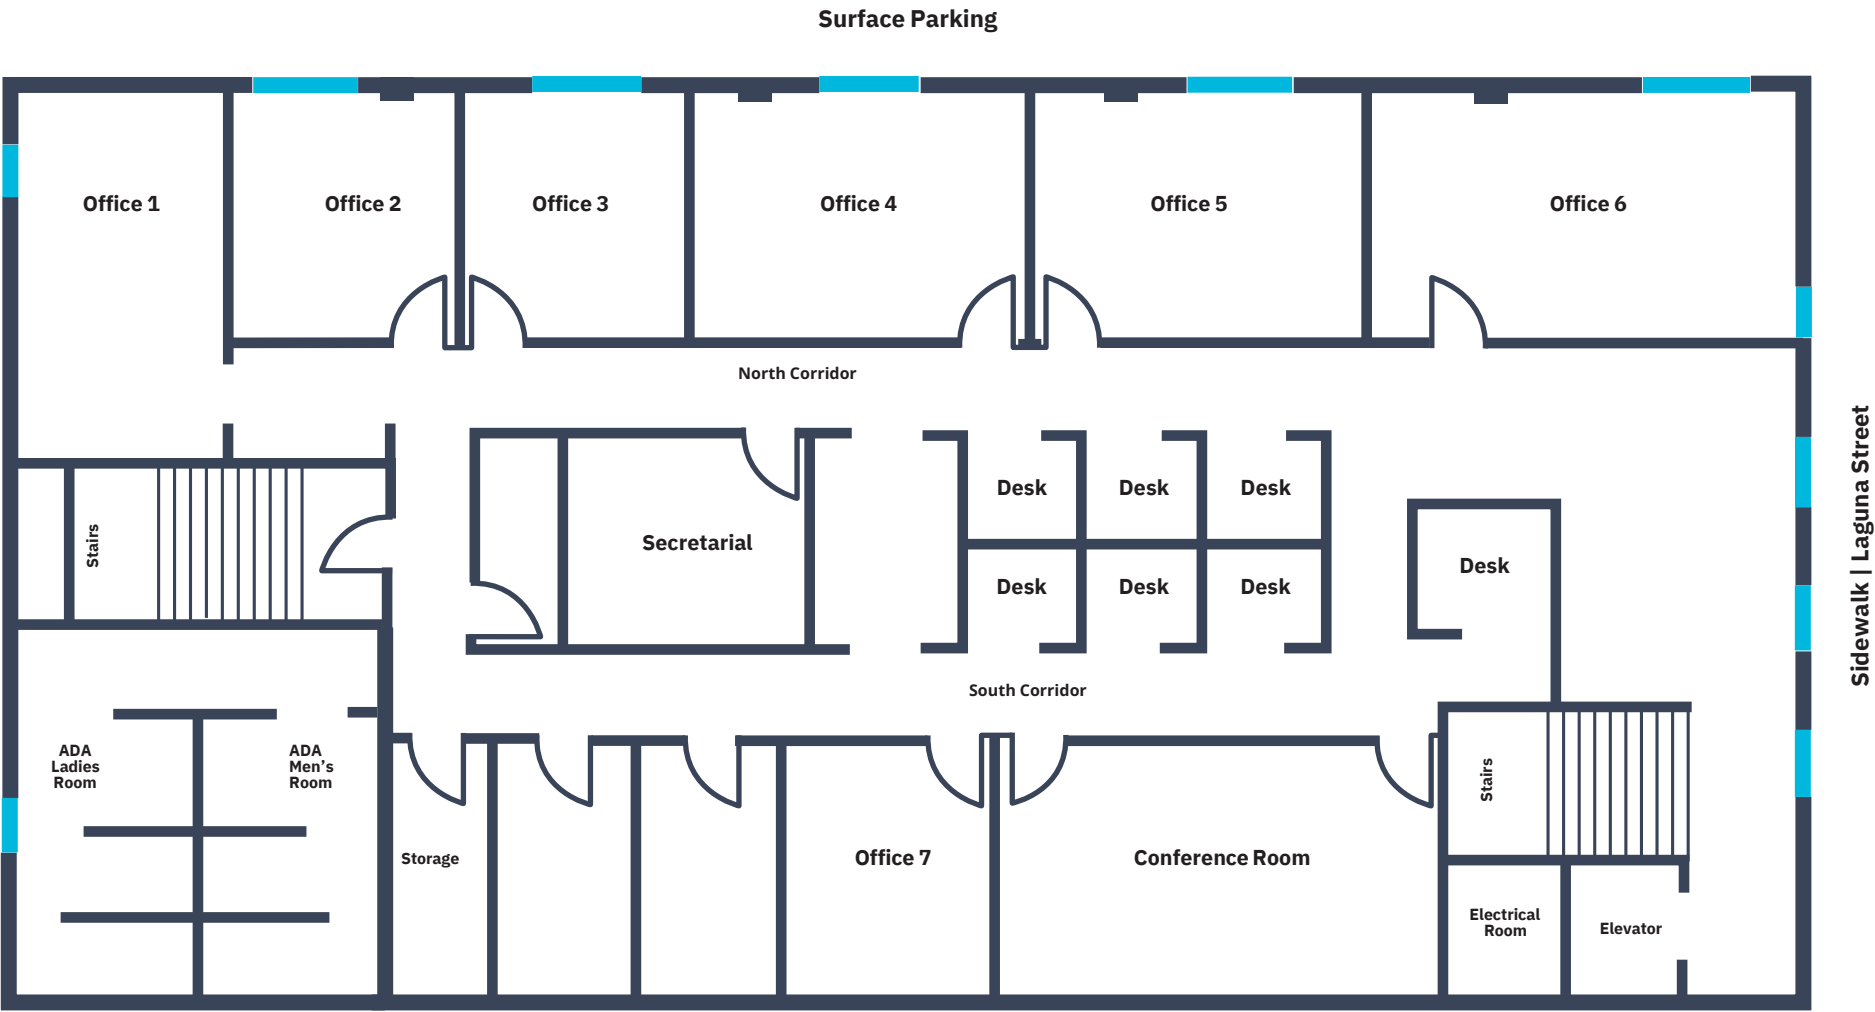 Surface Parking
Office 1
Office 2
Office 3
Office 4
Office 5
Office 6
North Corridor
Sidewalk | Laguna Street
Stairs
Secretarial
Desk
Desk
Desk
Desk
Desk
Desk
Desk
South Corridor
ADA
Ladies
Room
ADA
Men's
Room
Storage
Office 7
Conference Room
Stairs
Electrical
Room
Elevator